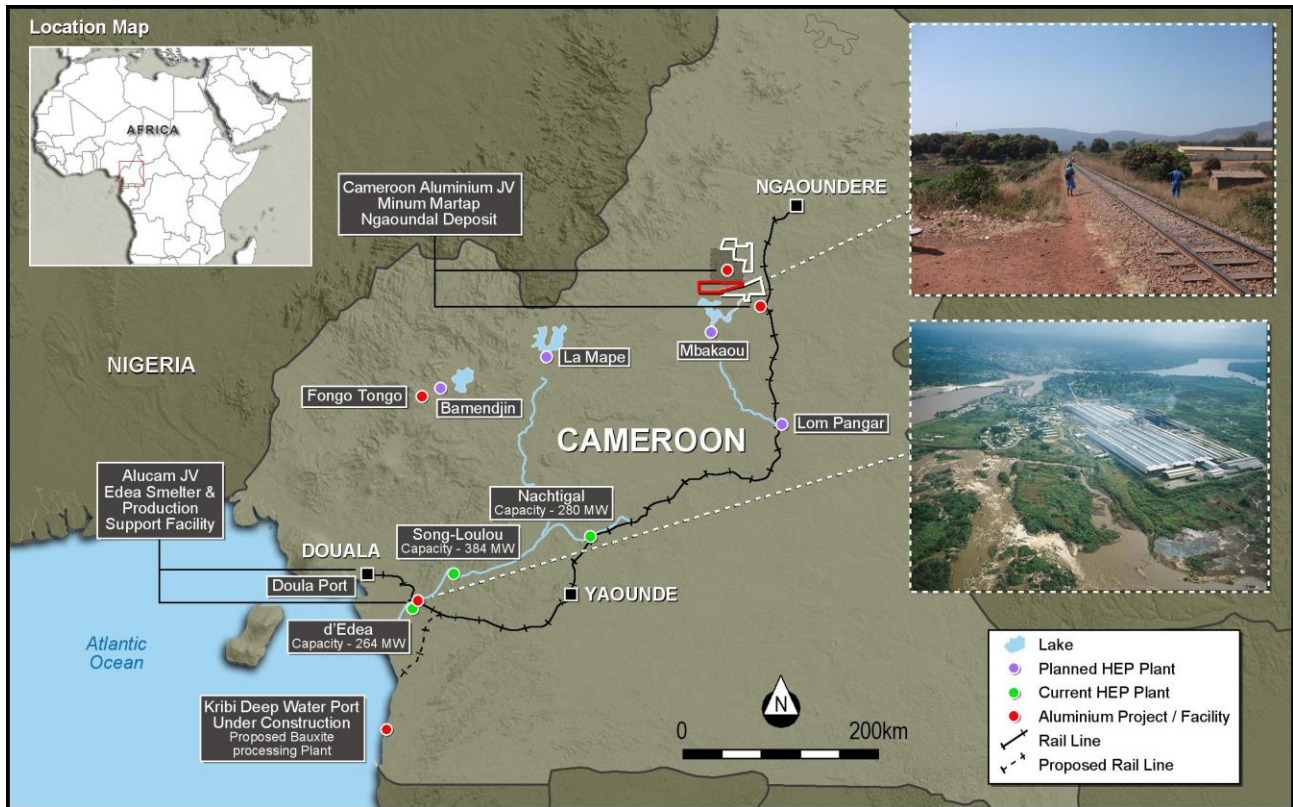 Location Map
AFRICA
Cameroon Aluminium JV
Minum Martap
Ngaoundal Deposit
NGAOUNDERE
NIGERIA
La Mape
Mbakaou
Fongo Tongo
Bamendjin
Lom Pangar
CAMEROON
Alucam JV
Edea Smelter &
Production
Support Facility
Nachtigal
Capacity - 280 MW
Song-Loulou
Capacity - 384 MW
DOUALA
Doula Port
YAOUNDE
d'Edea
Capacity - 264 MW
Atlantic
Ocean
Kribi Deep Water Port
Under Construction
Proposed Bauxite
processing Plant
N
0
200km
Lake
Planned HEP Plant
Current HEP Plant
Aluminium Project / Facility
Rail Line
Proposed Rail Line